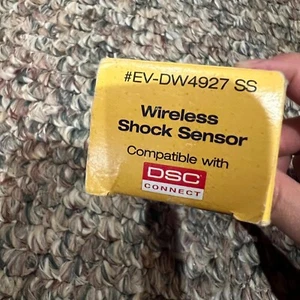 #EV-DW4927 SS
Wireless
Shock Sensor
Compatible with
DSC
CONNECT